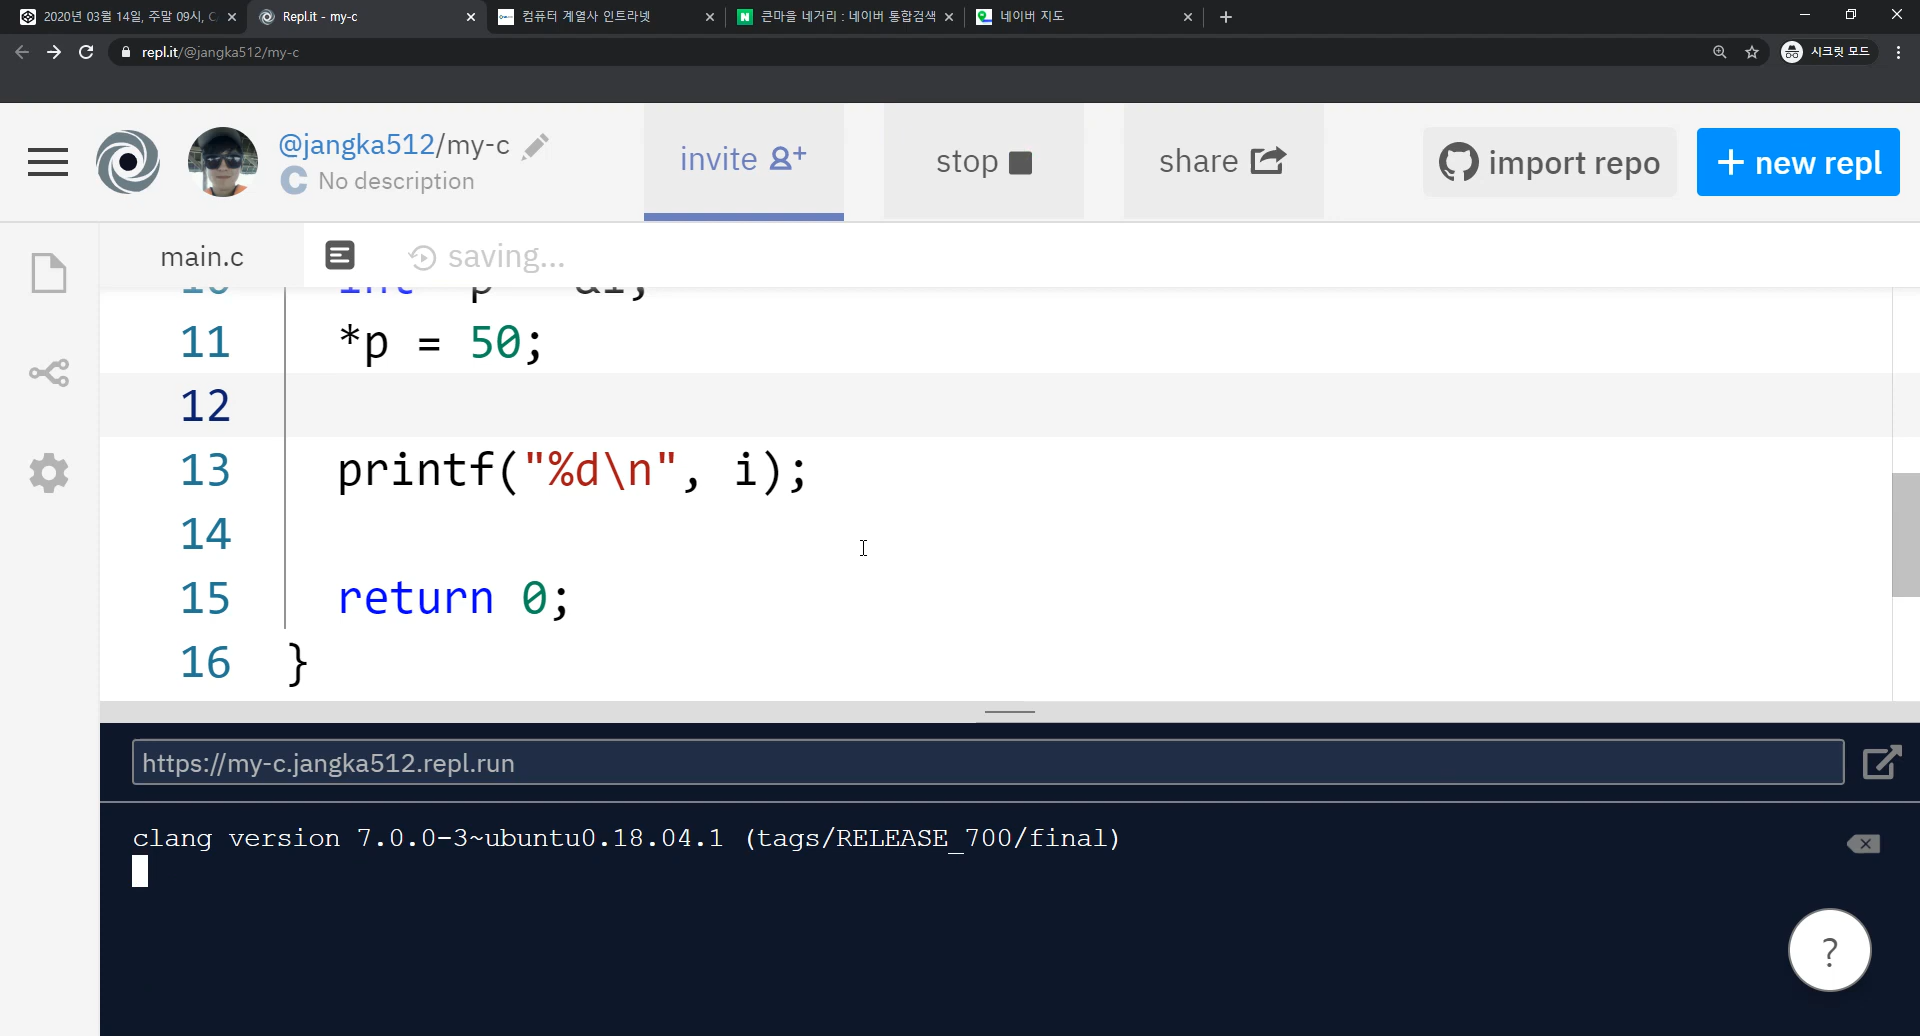 2020년 03월 14일, 주말 09시, C
Repl.it - my-c
컴퓨터 계열사 인트라넷
큰마을 네거리 : 네이버 통합검색
네이버 지도
repl.it/@jangka512/my-c
시크릿 모드
@jangka512/my-c
No description
invite
stop
share
import repo
+ new repl
main.c
saving...
11 *p = 50;
12
13 printf("%d\n", i);
14
15 return 0;
16 }
https://my-c.jangka512.repl.run
clang version 7.0.0-3~ubuntu0.18.04.1 (tags/RELEASE_700/final)
?